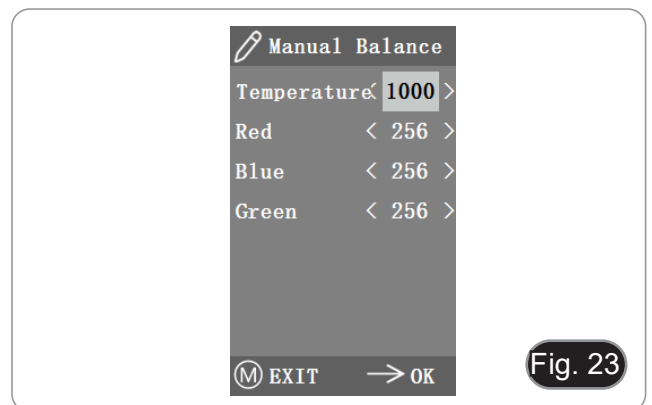 Manual Balance
Temperature < 1000 >
Red < 256 >
Blue < 256 >
Green < 256 >
M EXIT → OK
Fig. 23